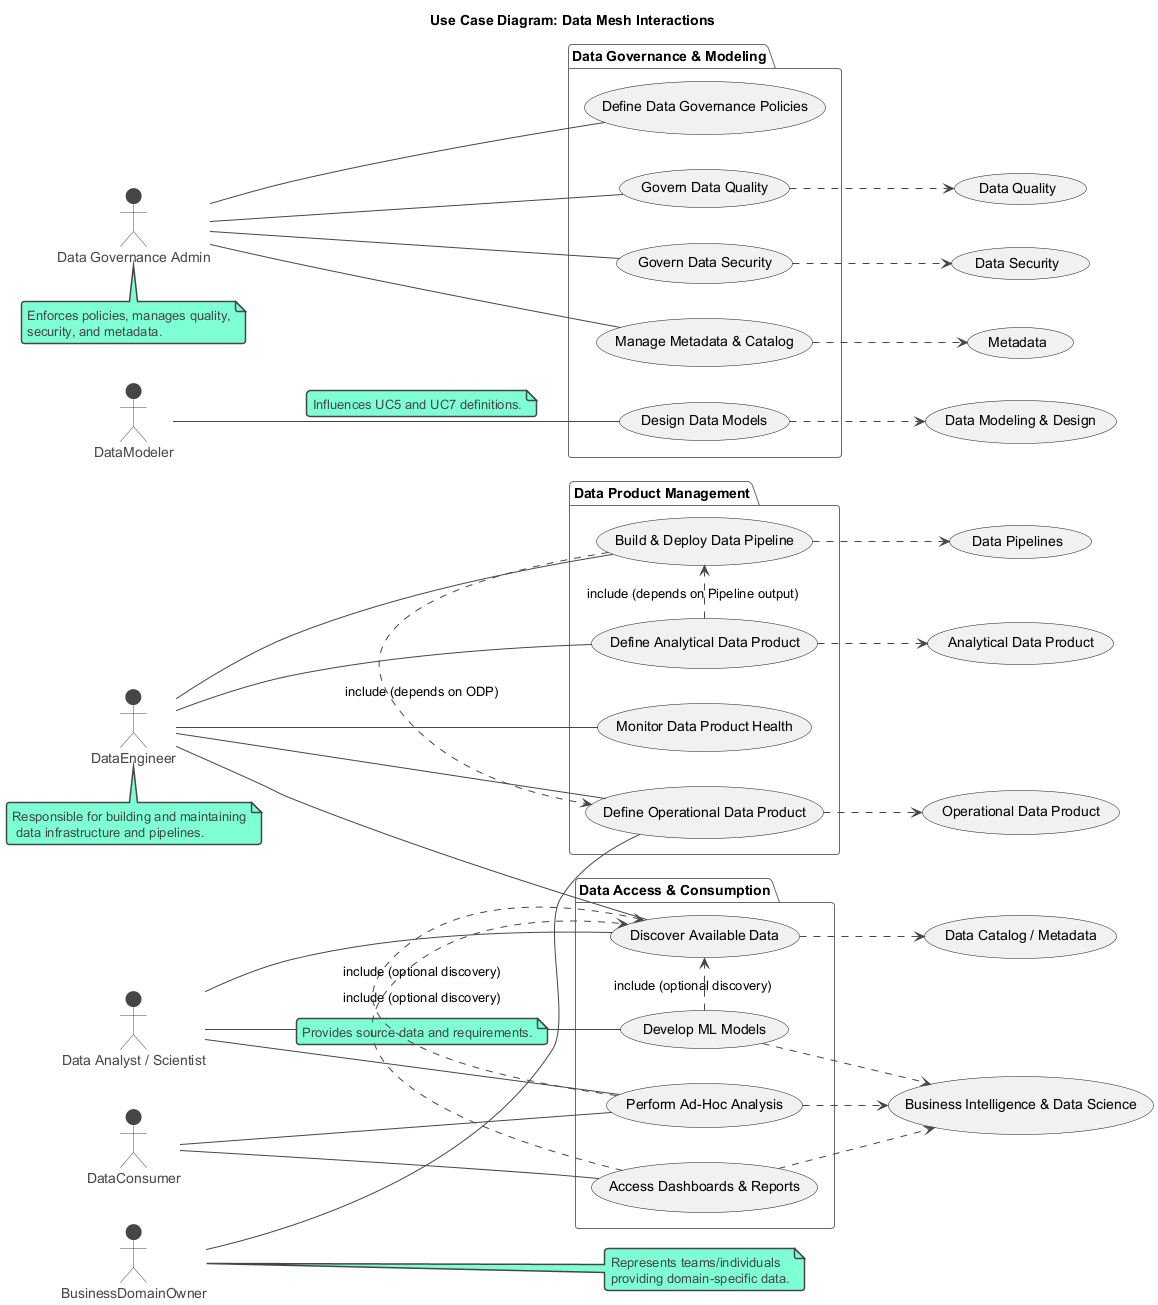 Use Case Diagram: Data Mesh Interactions
Data Governance & Modeling
Define Data Governance Policies
Govern Data Quality
Data Quality
Data Governance Admin
Govern Data Security
Data Security
Enforces policies, manages quality,
security, and metadata.
Manage Metadata & Catalog
Metadata
Influences UC5 and UC7 definitions.
Design Data Models
Data Modeling & Design
DataModeler
Data Product Management
Build & Deploy Data Pipeline
Data Pipelines
include (depends on Pipeline output)
Define Analytical Data Product
Analytical Data Product
include (depends on ODP)
Monitor Data Product Health
DataEngineer
Responsible for building and maintaining
data infrastructure and pipelines.
Define Operational Data Product
Operational Data Product
Data Access & Consumption
Discover Available Data
Data Catalog / Metadata
include (optional discovery)
include (optional discovery)
include (optional discovery)
Provides source data and requirements.
Develop ML Models
Data Analyst / Scientist
Perform Ad-Hoc Analysis
Business Intelligence & Data Science
DataConsumer
Access Dashboards & Reports
Represents teams/individuals
providing domain-specific data.
BusinessDomainOwner